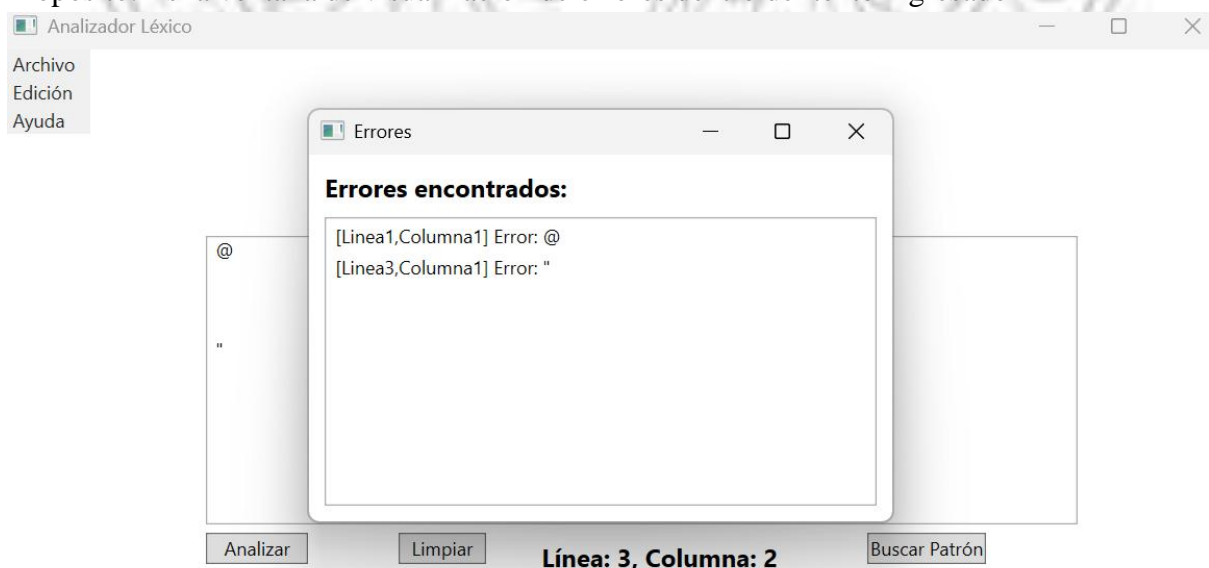 Analizador Léxico
Archivo
Edición
Ayuda
Errores
Errores encontrados:
[Linea1,Columna1] Error: @
[Linea3,Columna1] Error: "
@
"
Analizar
Limpiar
Línea: 3, Columna: 2
Buscar Patrón